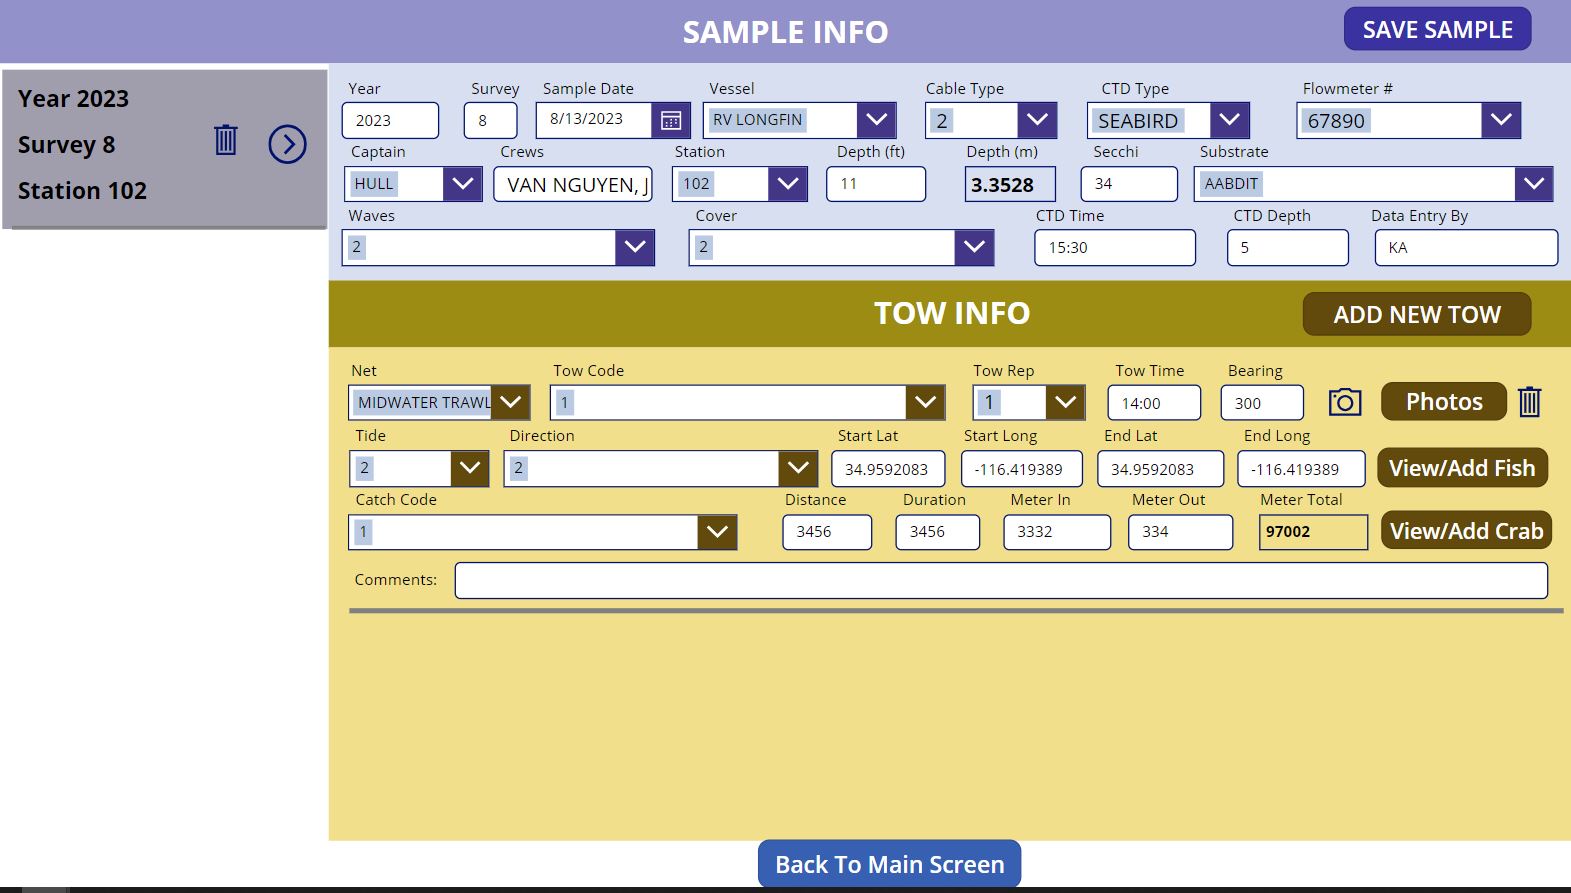 SAMPLE INFO
SAVE SAMPLE
Year 2023
Survey 8
Station 102
Year Survey Sample Date Vessel Cable Type CTD Type Flowmeter #
2023 8 8/13/2023 RV LONGFIN 2 SEABIRD 67890
Captain Crews Station Depth (ft) Depth (m) Secchi Substrate
HULL VAN NGUYEN, J 102 11 3.3528 34 AABDIT
Waves Cover CTD Time CTD Depth Data Entry By
2 2 15:30 5 KA
TOW INFO
ADD NEW TOW
Net Tow Code Tow Rep Tow Time Bearing
MIDWATER TRAWL 1 1 14:00 300 Photos
Tide Direction Start Lat Start Long End Lat End Long
2 2 34.9592083 -116.419389 34.9592083 -116.419389 View/Add Fish
Catch Code Distance Duration Meter In Meter Out Meter Total
1 3456 3456 3332 334 97002 View/Add Crab
Comments:
Back To Main Screen